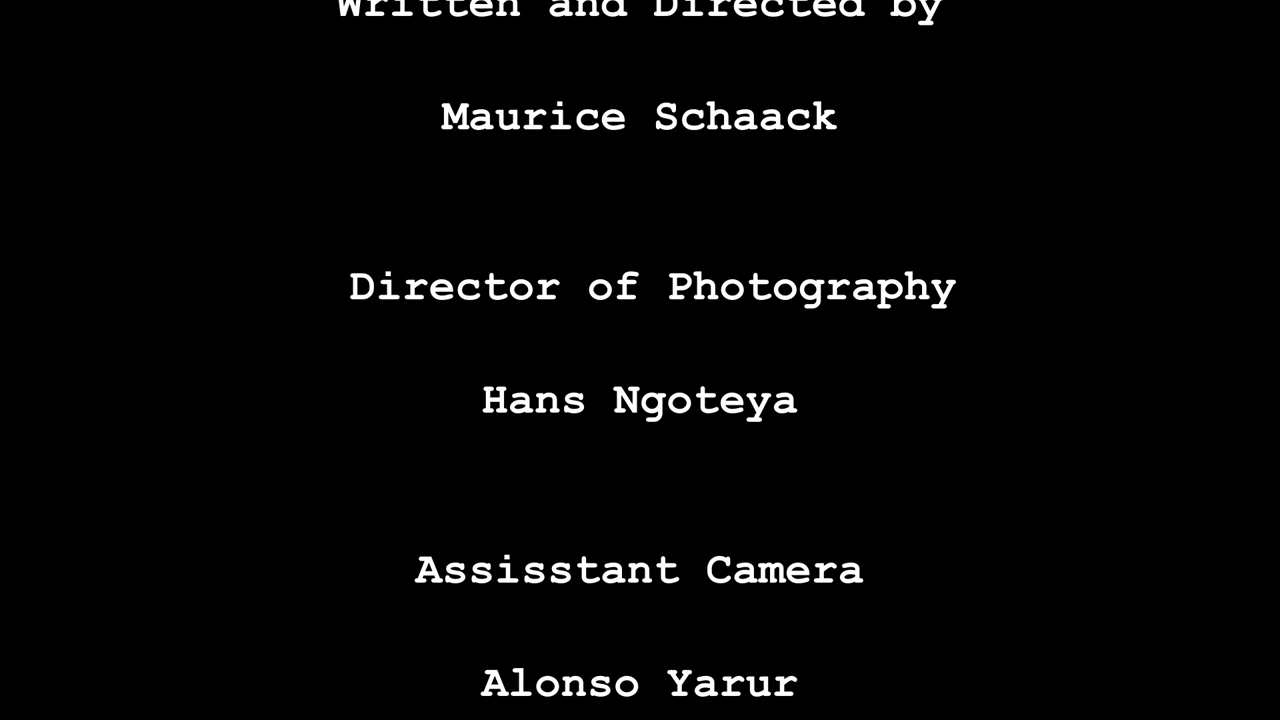 Written and Directed by
Maurice Schaack
Director of Photography
Hans Ngoteya
Assisstant Camera
Alonso Yarur